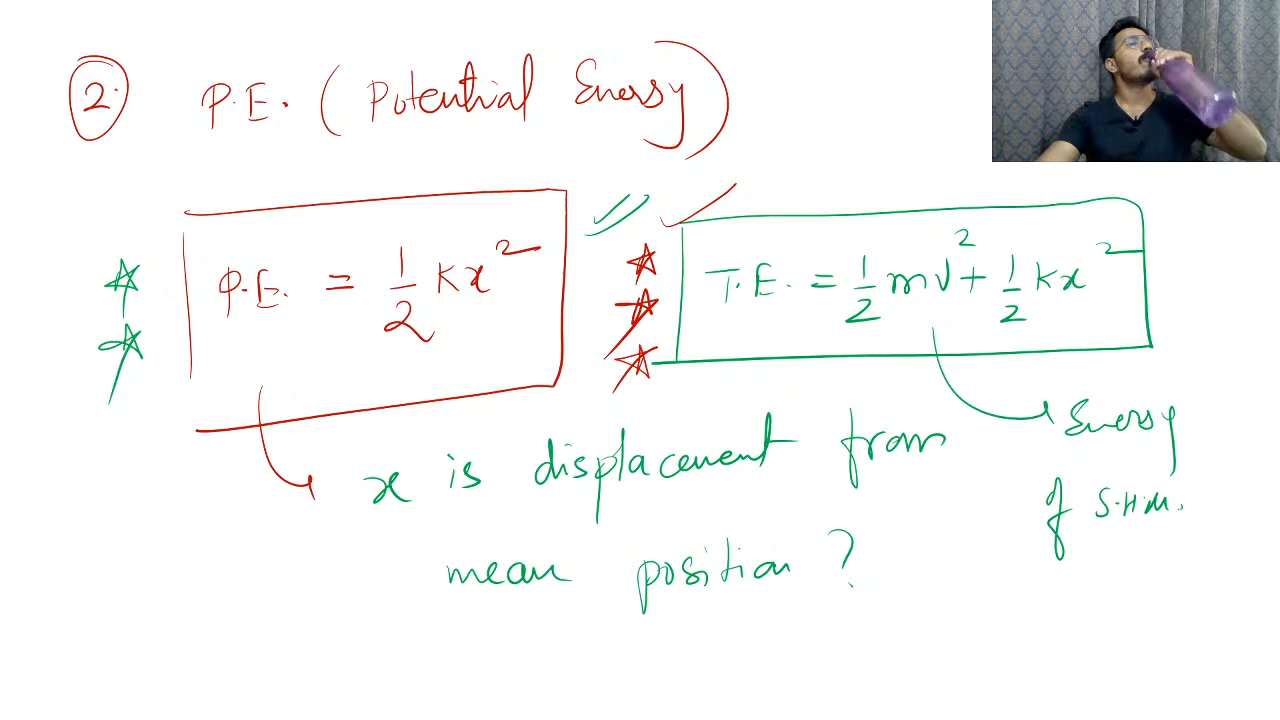 2. P.E. (Potential Energy)
P.E. = 1/2 kx²
T.E. = 1/2 mv² + 1/2 kx²
x is displacement from
mean position ?
Energy
of S.H.M.